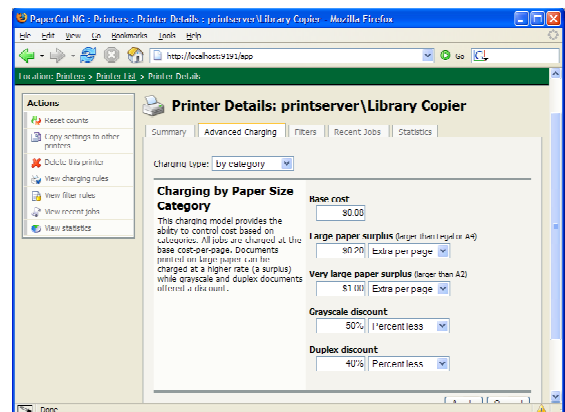 PaperCut NG : Printers : Printer Details : printserver\Library Copier - Mozilla Firefox
File Edit View Go Bookmarks Tools Help
http://localhost:9191/app
Go
Location: Printers > Printer List > Printer Details
Actions
Reset counts
Copy settings to other
printers
Delete this printer
View charging rules
View filter rules
View recent jobs
View statistics
Printer Details: printserver\Library Copier
Summary Advanced Charging Filters Recent Jobs Statistics
Charging type: by category
Charging by Paper Size
Category
This charging model provides the
ability to control cost based on
categories. All jobs are charged at the
base cost-per-page. Documents
printed on large paper can be
charged at a higher rate (a surplus)
while grayscale and duplex documents
offered a discount.
Base cost
$0.08
Large paper surplus (larger than Legal or A4)
$0.20 Extra per page
Very large paper surplus (larger than A2)
$1.00 Extra per page
Grayscale discount
50% Percent less
Duplex discount
40% Percent less
Done